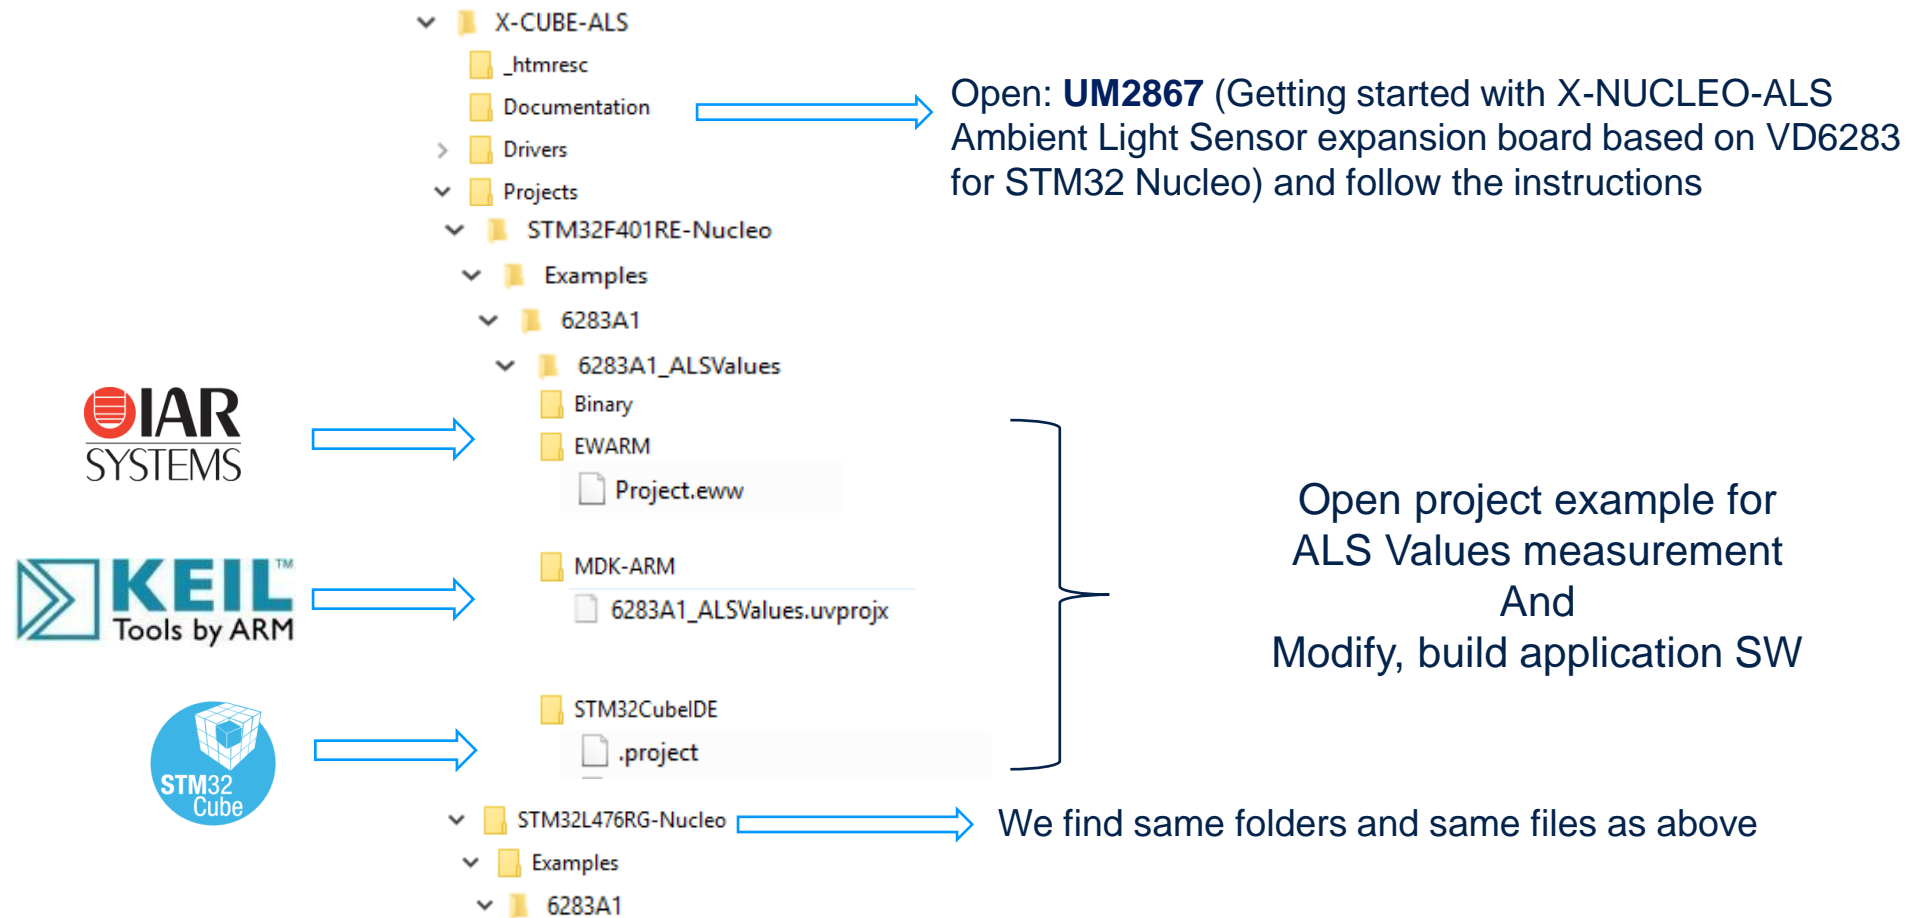 X-CUBE-ALS
_htmresc
Documentation
Open: UM2867 (Getting started with X-NUCLEO-ALS
Ambient Light Sensor expansion board based on VD6283
for STM32 Nucleo) and follow the instructions
Drivers
Projects
STM32F401RE-Nucleo
Examples
6283A1
6283A1_ALSValues
Binary
IAR
SYSTEMS
EWARM
Project.eww
Open project example for
ALS Values measurement
And
Modify, build application SW
KEIL™
Tools by ARM
MDK-ARM
6283A1_ALSValues.uvprojx
STM32
Cube
STM32CubeIDE
.project
STM32L476RG-Nucleo
We find same folders and same files as above
Examples
6283A1